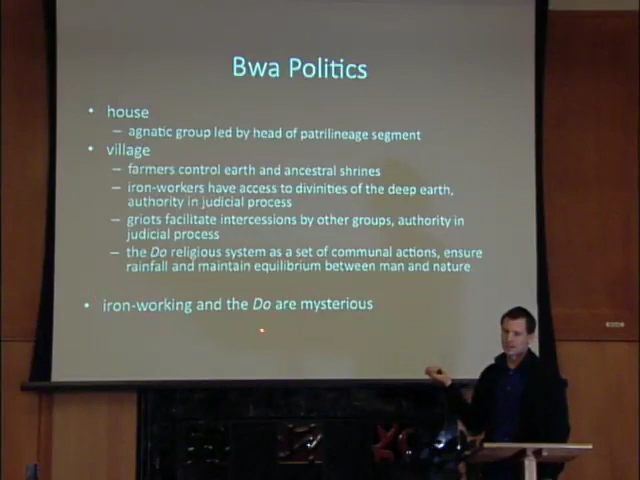 Bwa Politics
• house
– agnatic group led by head of patrilineage segment
• village
– farmers control earth and ancestral shrines
– iron-workers have access to divinities of the deep earth,
authority in judicial process
– griots facilitate intercessions by other groups, authority in
judicial process
– the Do religious system as a set of communal actions, ensure
rainfall and maintain equilibrium between man and nature
• iron-working and the Do are mysterious